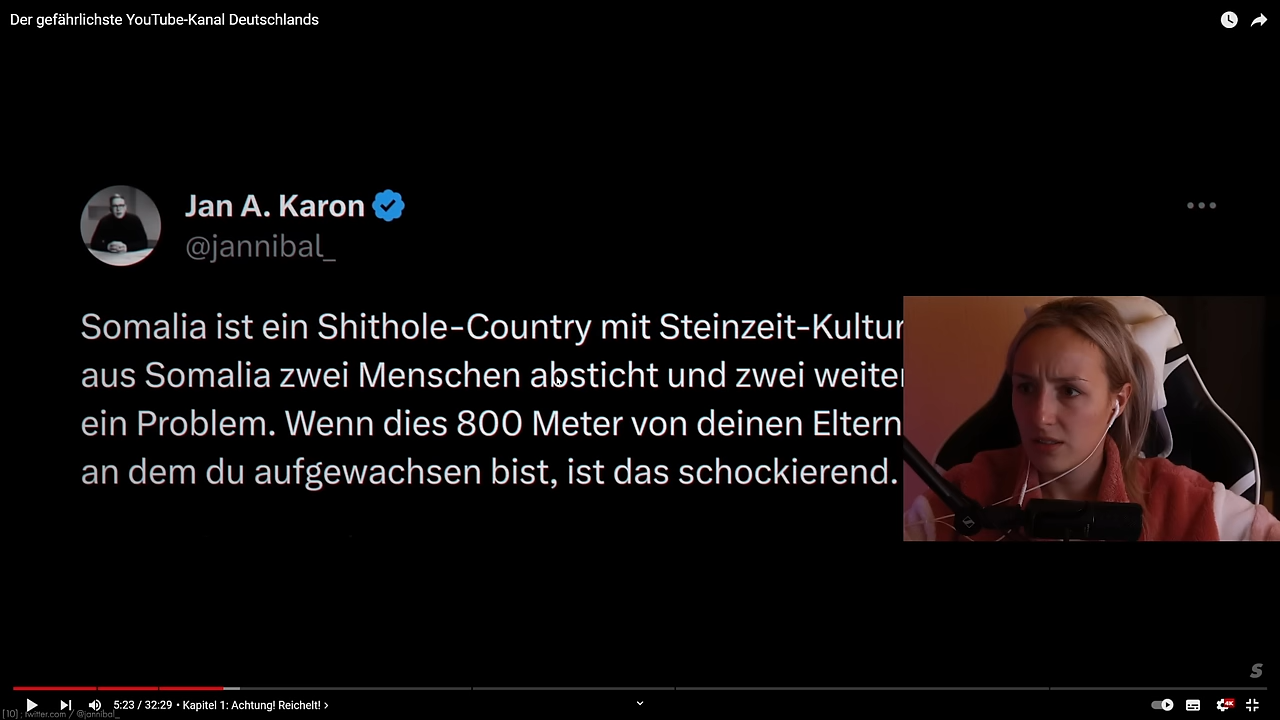 Der gefährlichste YouTube-Kanal Deutschlands
Jan A. Karon
@jannibal_
Somalia ist ein Shithole-Country mit Steinzeit-Kultur
aus Somalia zwei Menschen absticht und zwei weiter
ein Problem. Wenn dies 800 Meter von deinen Eltern
an dem du aufgewachsen bist, ist das schockierend.
S
5:23 / 32:29 • Kapitel 1: Achtung! Reichelt! ›
4K
[10] : twitter.com / @jannibal_